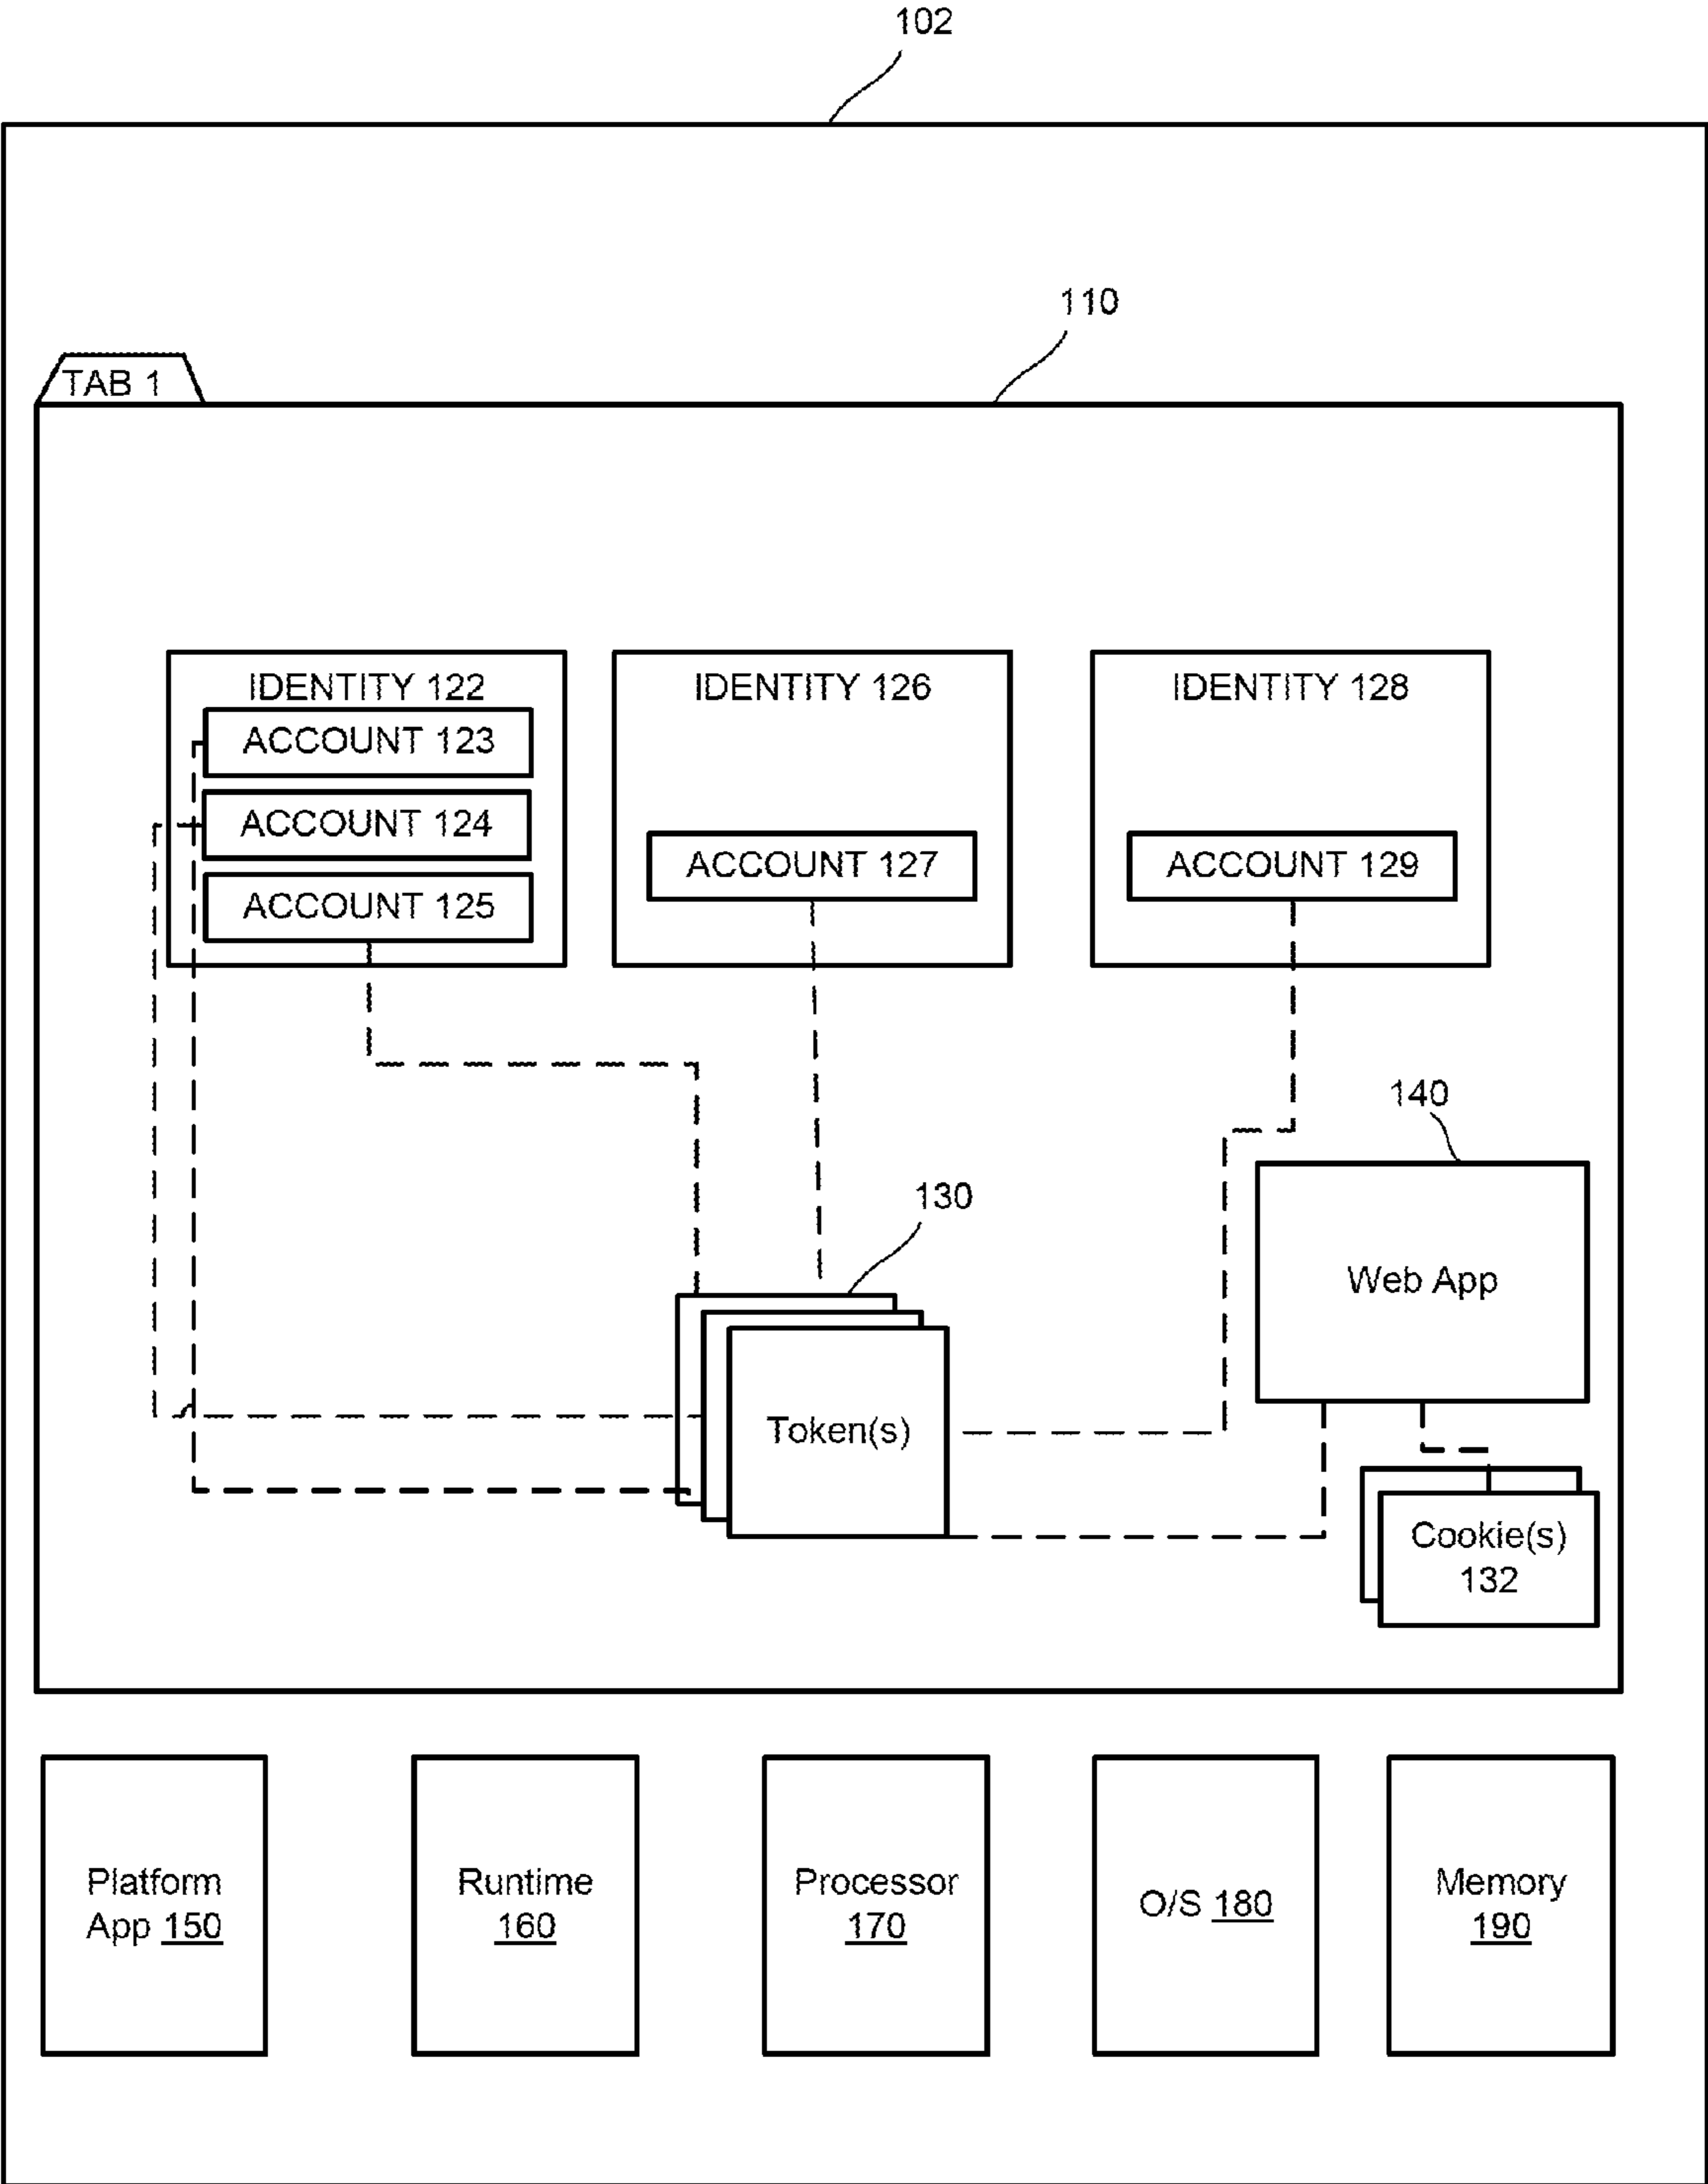 102
110
TAB 1
IDENTITY 122
ACCOUNT 123
ACCOUNT 124
ACCOUNT 125
IDENTITY 126
ACCOUNT 127
IDENTITY 128
ACCOUNT 129
140
Web App
130
Token(s)
Cookie(s)
132
Platform
App 150
Runtime
160
Processor
170
O/S 180
Memory
190